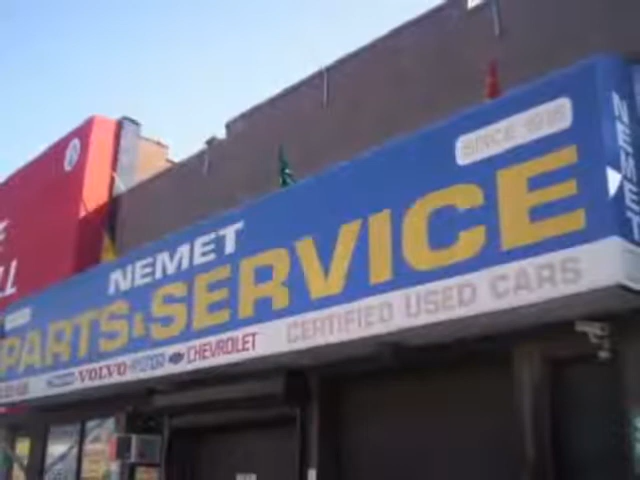 SINCE 1918
NEMET
PARTS & SERVICE
VOLVO CHEVROLET CERTIFIED USED CARS
NEMET